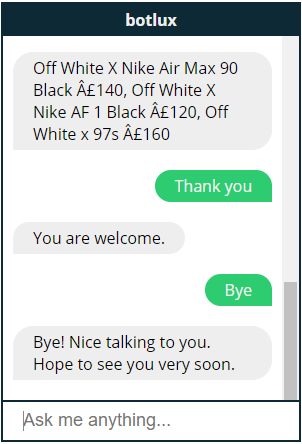 botlux
Off White X Nike Air Max 90
Black Â£140, Off White X
Nike AF 1 Black Â£120, Off
White x 97s Â£160
Thank you
You are welcome.
Bye
Bye! Nice talking to you.
Hope to see you very soon.
Ask me anything...